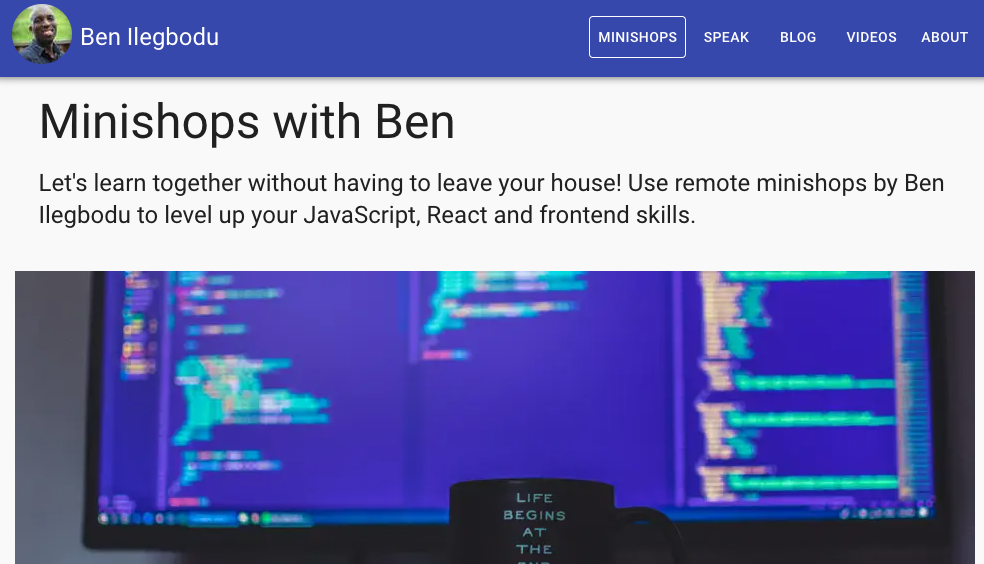 Ben Ilegbodu
MINISHOPS
SPEAK
BLOG
VIDEOS
ABOUT
Minishops with Ben
Let's learn together without having to leave your house! Use remote minishops by Ben
Ilegbodu to level up your JavaScript, React and frontend skills.
LIFE
BEGINS
AT
THE